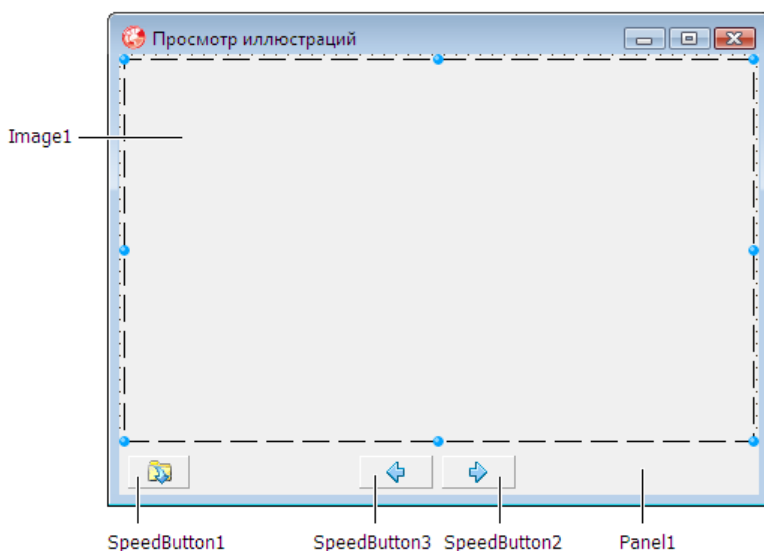 Просмотр иллюстраций
Image1
SpeedButton1
SpeedButton3
SpeedButton2
Panel1